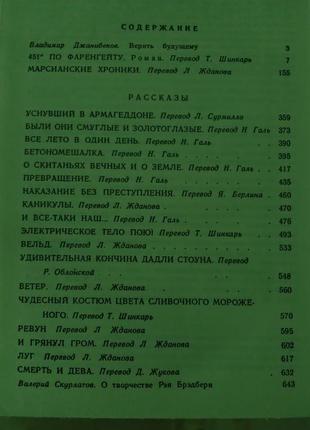 СОДЕРЖАНИЕ
Владимир Джанибеков. Верить будущему 3
451° ПО ФАРЕНГЕЙТУ. Роман. Перевод Т. Шинкарь 7
МАРСИАНСКИЕ ХРОНИКИ. Перевод Л Жданова 155
РАССКАЗЫ
УСНУВШИЙ В АРМАГЕДДОНЕ. Перевод Л. Сумилло 359
БЫЛИ ОНИ СМУГЛЫЕ И ЗОЛОТОГЛАЗЫЕ. Перевод Н Галь 373
ВСЕ ЛЕТО В ОДИН ДЕНЬ. Перевод Н. Галь 390
БЕТОНОМЕШАЛКА. Перевод Н. Галь 395
О СКИТАНЬЯХ ВЕЧНЫХ И О ЗЕМЛЕ. Перевод Н. Галь 417
ПРЕВРАЩЕНИЕ. Перевод Н. Галь 435
НАКАЗАНИЕ БЕЗ ПРЕСТУПЛЕНИЯ. Перевод Я. Берлина 460
КАНИКУЛЫ. Перевод Л. Жданова 470
И ВСЕ-ТАКИ НАШ... Перевод Н. Галь 476
ЭЛЕКТРИЧЕСКОЕ ТЕЛО ПОЮ! Перевод Т. Шинкарь 493
ВЕЛЬД. Перевод Л. Жданова 533
УДИВИТЕЛЬНАЯ КОНЧИНА ДАДЛИ СТОУНА. Перевод
Р. Облонской 548
ВЕТЕР. Перевод Л. Жданова 560
ЧУДЕСНЫЙ КОСТЮМ ЦВЕТА СЛИВОЧНОГО МОРОЖЕ-
НОГО. Перевод Т. Шинкарь 570
РЕВУН. Перевод Л Жданова 595
И ГРЯНУЛ ГРОМ. Перевод Л Жданова 602
ЛУГ. Перевод Л. Жданова 617
СМЕРТЬ И ДЕВА. Перевод Д. Жукова 632
Валерий Скурлатов. О творчестве Рэя Брэдбери 643